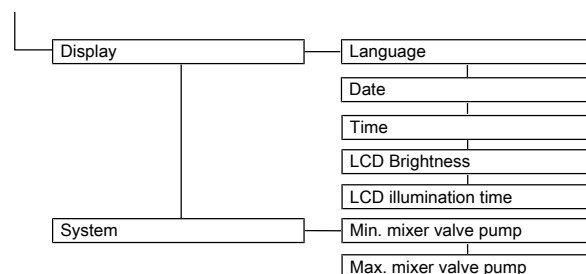 Display
Language
Date
Time
LCD Brightness
LCD illumination time
System
Min. mixer valve pump
Max. mixer valve pump